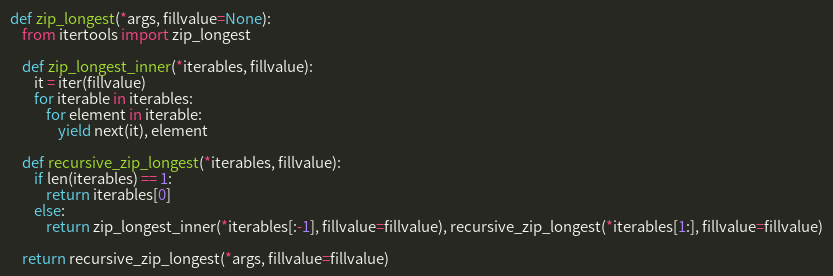 def zip_longest(*args, fillvalue=None):
from itertools import zip_longest
def zip_longest_inner(*iterables, fillvalue):
it = iter(fillvalue)
for iterable in iterables:
for element in iterable:
yield next(it), element
def recursive_zip_longest(*iterables, fillvalue):
if len(iterables) == 1:
return iterables[0]
else:
return zip_longest_inner(*iterables[:-1], fillvalue=fillvalue), recursive_zip_longest(*iterables[1:], fillvalue=fillvalue)
return recursive_zip_longest(*args, fillvalue=fillvalue)